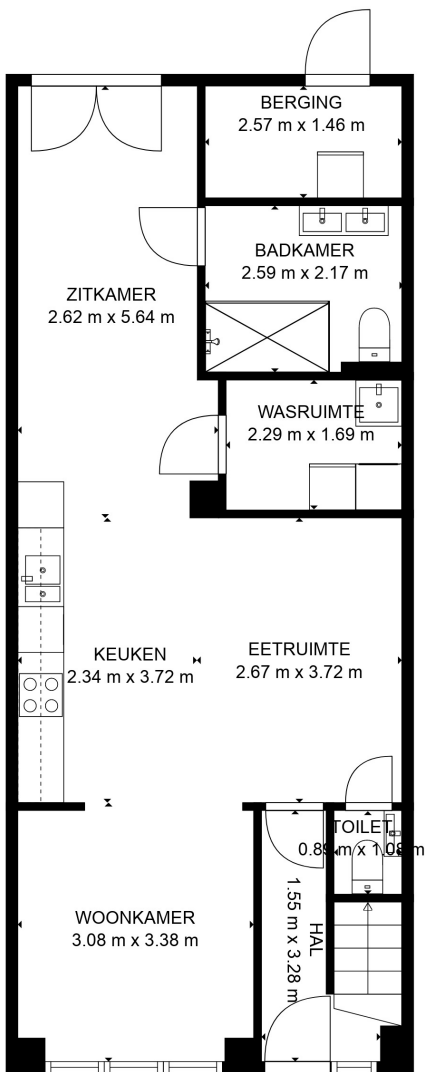 BERGING
2.57 m x 1.46 m
BADKAMER
2.59 m x 2.17 m
ZITKAMER
2.62 m x 5.64 m
WASRUIMTE
2.29 m x 1.69 m
KEUKEN
2.34 m x 3.72 m
EETRUIMTE
2.67 m x 3.72 m
TOILET
0.89 m x 1.08 m
WOONKAMER
3.08 m x 3.38 m
HAL
1.55 m x 3.28 m